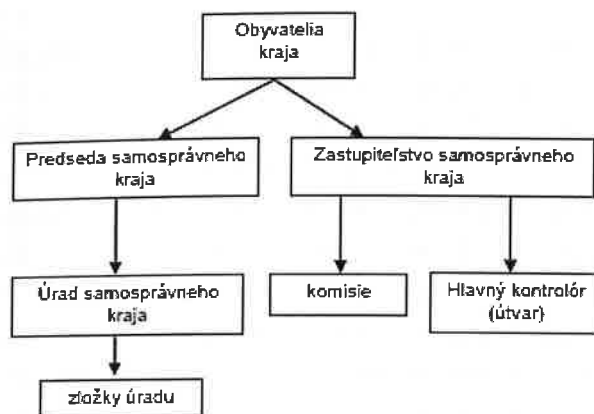 Obyvatelia
kraja
Predseda samosprávneho
kraja
Zastupiteľstvo samosprávneho
kraja
Úrad samosprávneho
kraja
komisie
Hlavný kontrolór
(útvar)
zložky úradu